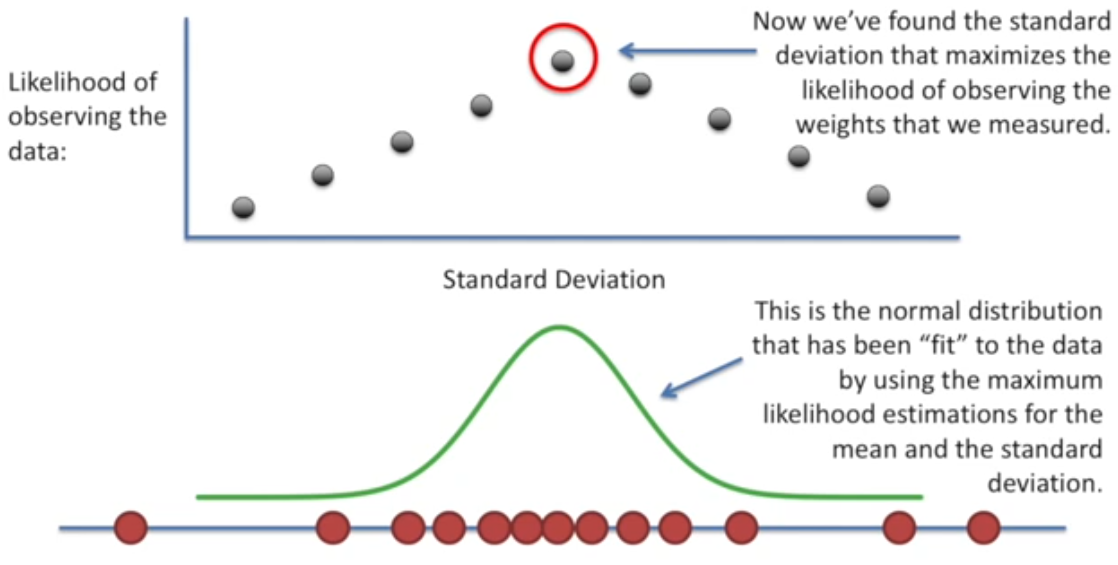 Now we've found the standard
deviation that maximizes the
likelihood of observing the
weights that we measured.
Likelihood of
observing the
data:
Standard Deviation
This is the normal distribution
that has been “fit” to the data
by using the maximum
likelihood estimations for the
mean and the standard
deviation.